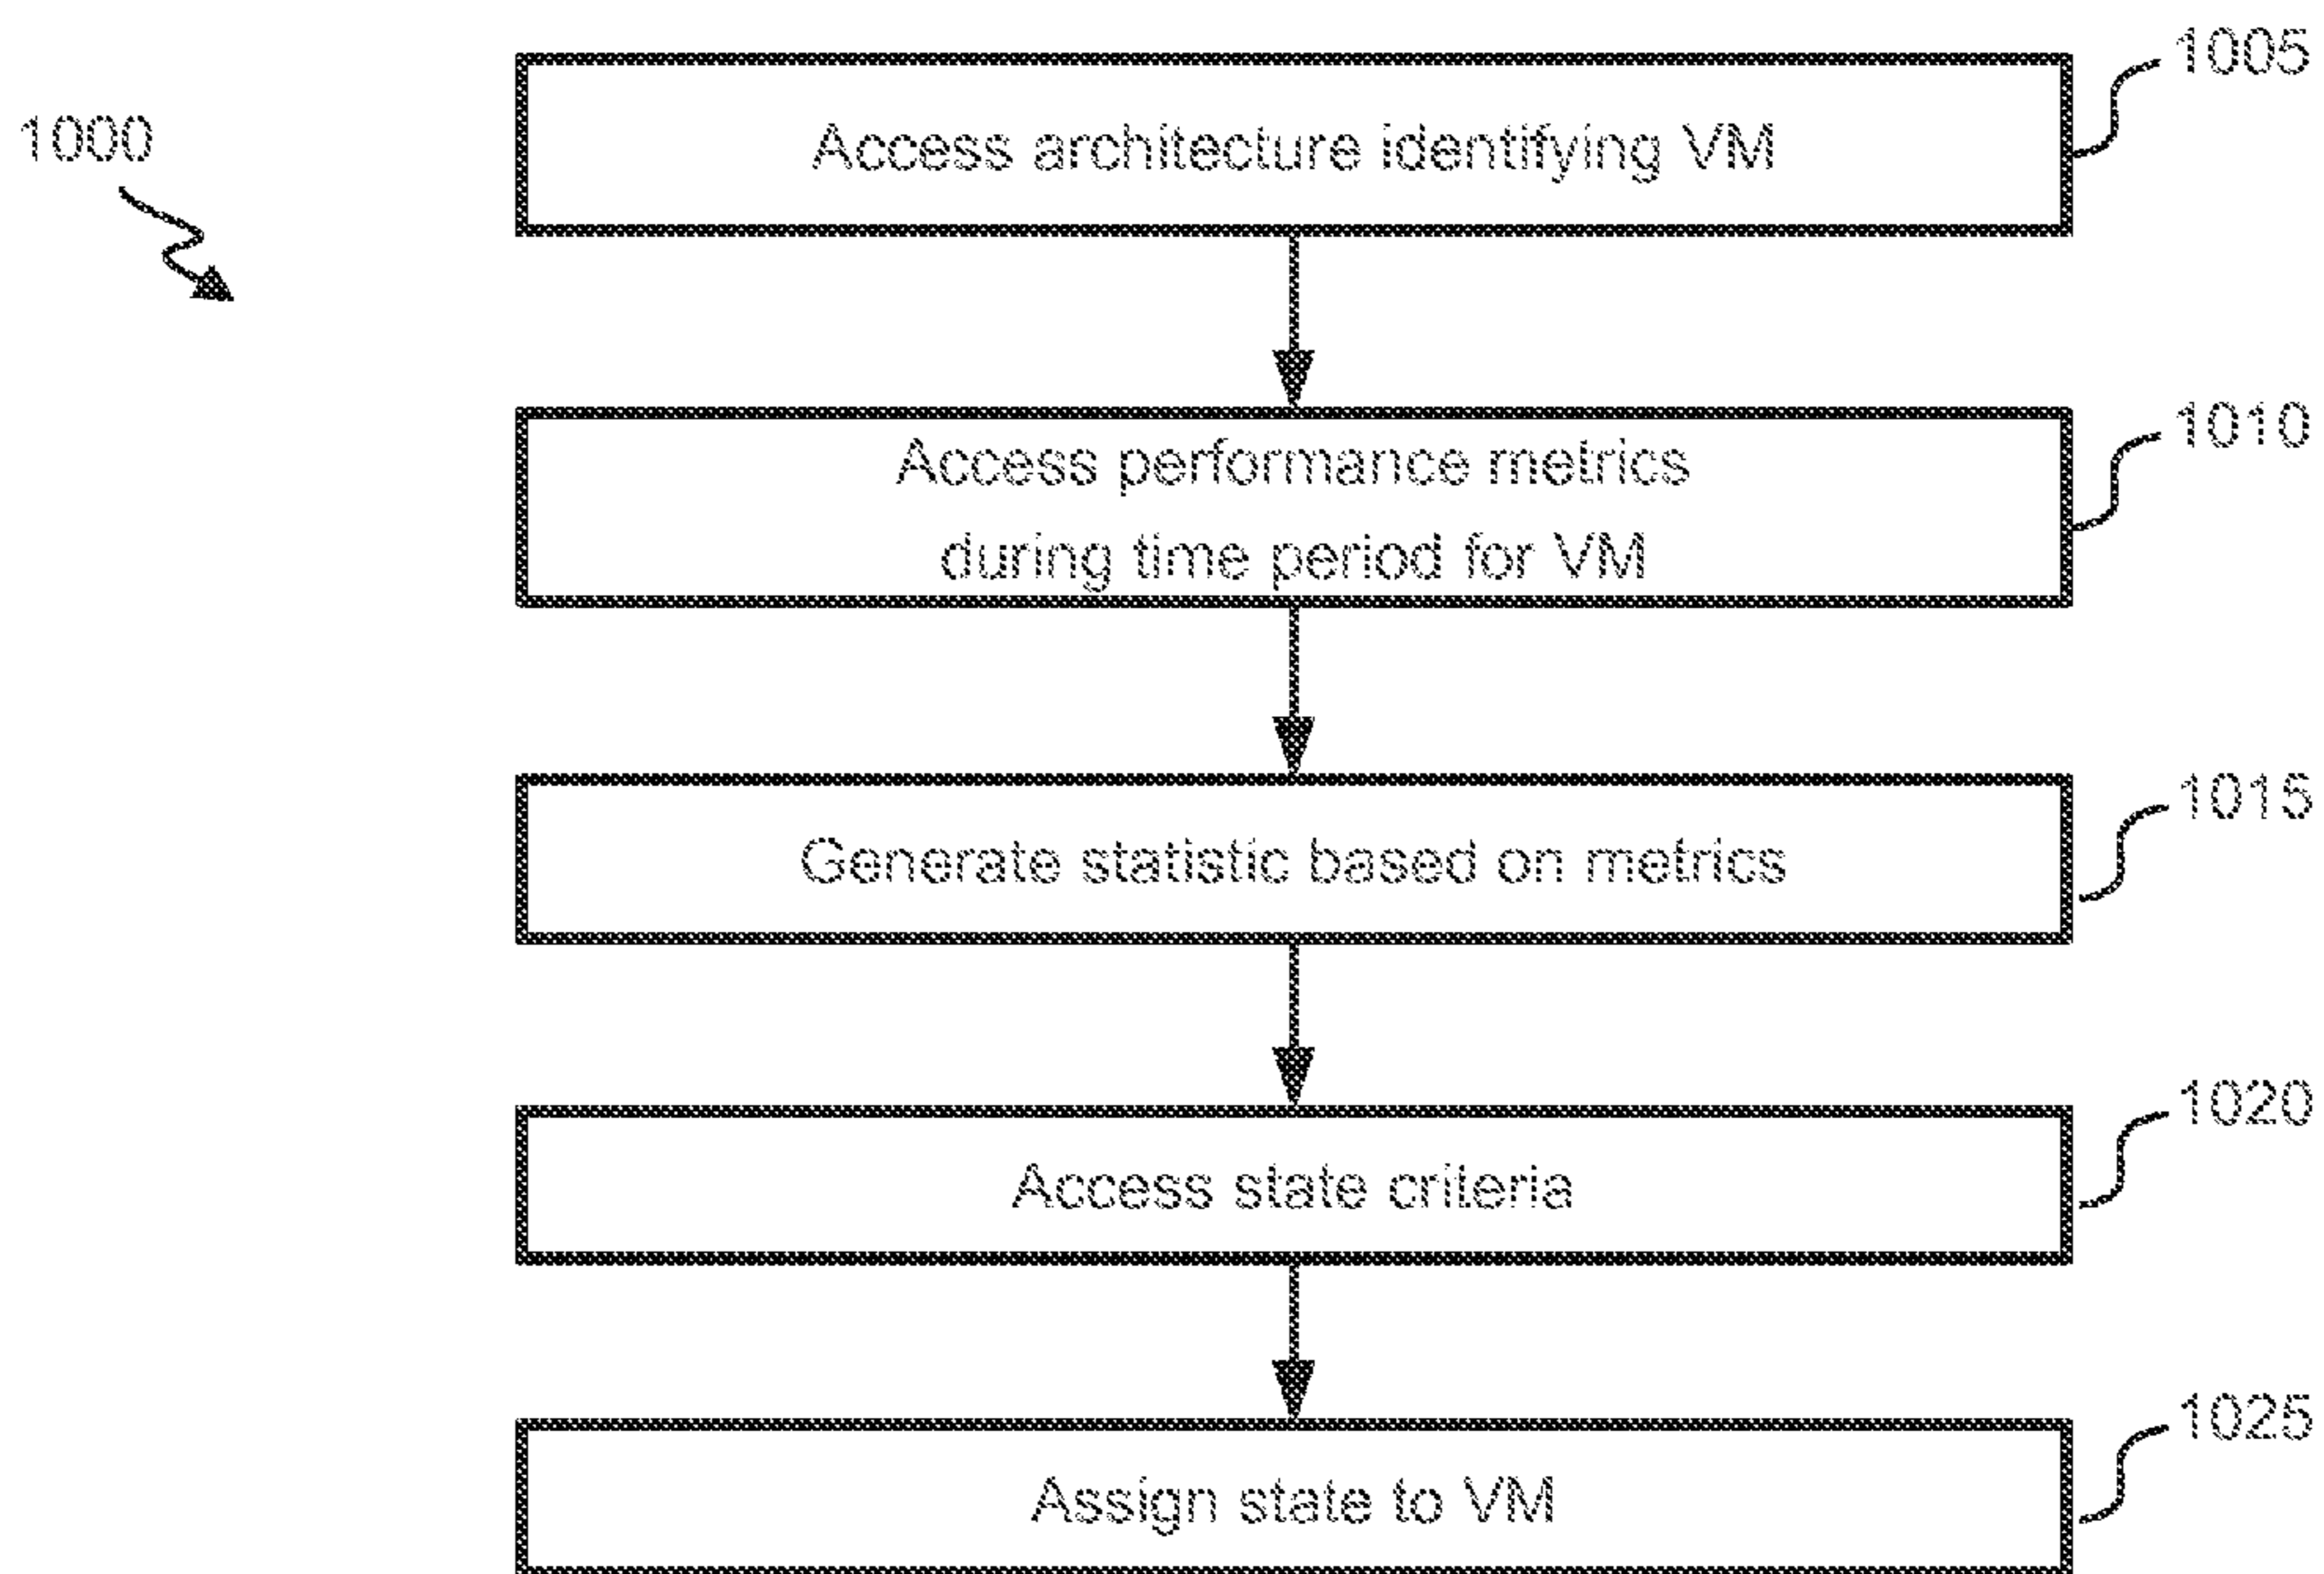 1000
Access architecture identifying VM
1005
Access performance metrics
during time period for VM
1010
Generate statistic based on metrics
1015
Access state criteria
1020
Assign state to VM
1025